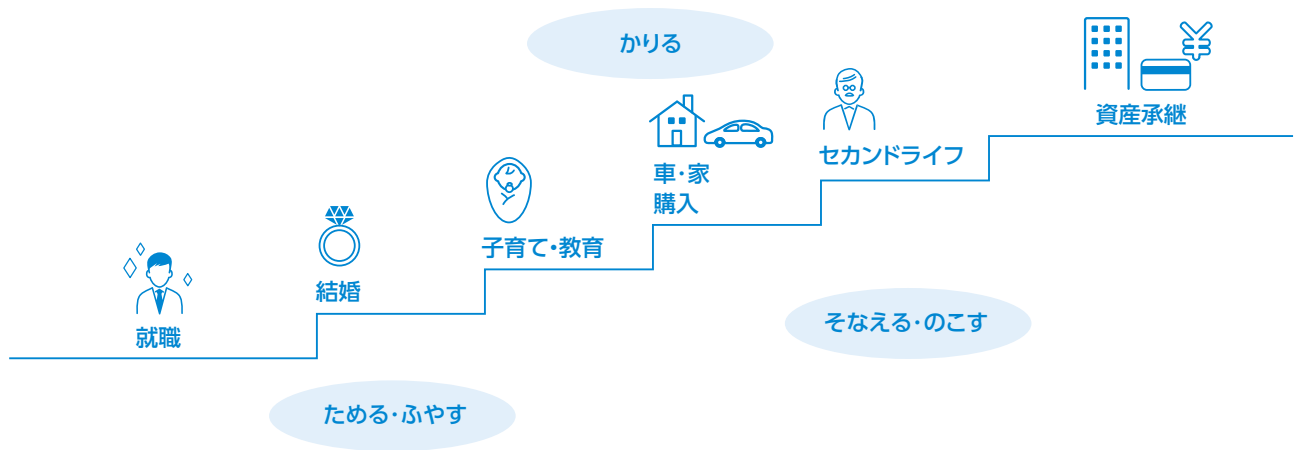 かりる
資産承継
セカンドライフ
車・家
購入
子育て・教育
結婚
就職
そなえる・のこす
ためる・ふやす